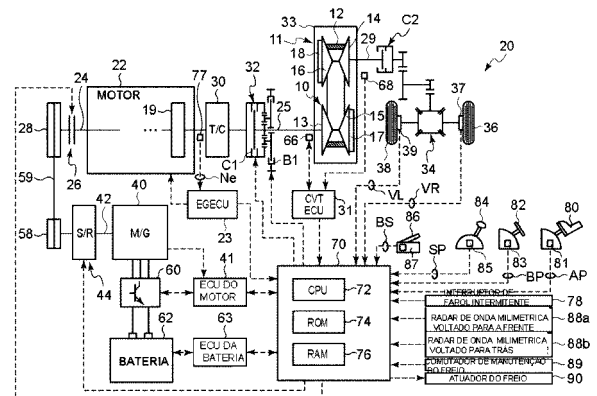 33
12
14
C2
11
29
20
22
32
18
24
77
30
16
68
MOTOR
19
25
10
37
28
T/C
66
13
15
17
36
38
39
34
26
C1
B1
Ne
59
40
CVT ECU
31
VL
VR
42
EGECU
23
86
84
82
80
BS
58
S/R
M/G
70
87
SP
85
83
81
44
60
41
BP
AP
ECU DO MOTOR
CPU
72
INTERRUPTOR DE FAROL INTERMITENTE
78
62
63
ROM
74
RADAR DE ONDA MILIMETRICA VOLTADO PARA A FRENTE
88a
BATERIA
ECU DA BATERIA
RAM
76
RADAR DE ONDA MILIMETRICA VOLTADO PARA TRÁS
88b
COMUTADOR DE MANUTENÇÃO DO FREIO
89
ATUADOR DO FREIO
90